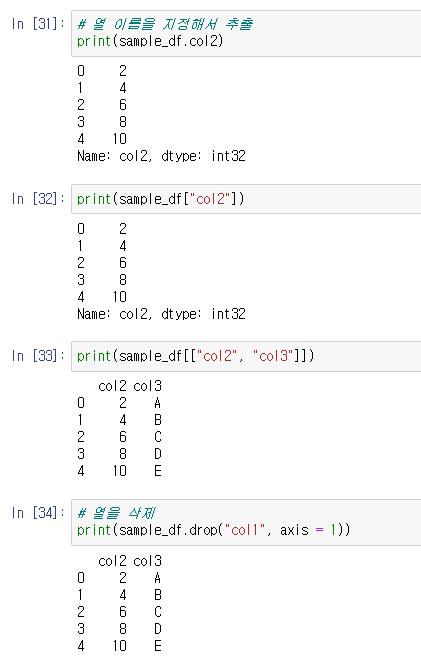 In [31]: # 열 이름을 지정해서 추출
print(sample_df.col2)
0 2
1 4
2 6
3 8
4 10
Name: col2, dtype: int32
In [32]: print(sample_df["col2"])
0 2
1 4
2 6
3 8
4 10
Name: col2, dtype: int32
In [33]: print(sample_df[["col2", "col3"]])
col2 col3
0 2 A
1 4 B
2 6 C
3 8 D
4 10 E
In [34]: # 열을 삭제
print(sample_df.drop("col1", axis = 1))
col2 col3
0 2 A
1 4 B
2 6 C
3 8 D
4 10 E